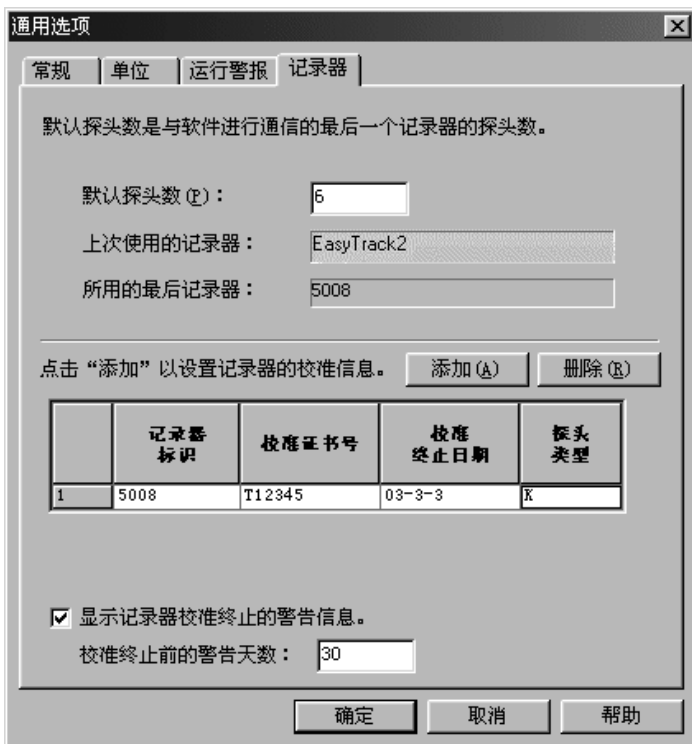 通用选项
常规 单位 运行警报 记录器
默认探头数是与软件进行通信的最后一个记录器的探头数。
默认探头数(P)： 6
上次使用的记录器： EasyTrack2
所用的最后记录器： 5008
点击“添加”以设置记录器的校准信息。 添加(A) 删除(R)
记录器标识 校准证书号 校准终止日期 探头类型
1 5008 T12345 03-3-3 K
显示记录器校准终止的警告信息。
校准终止前的警告天数： 30
确定 取消 帮助